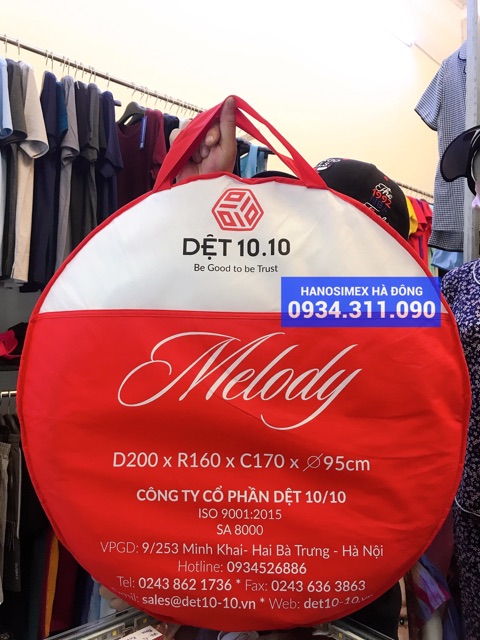 DỆT 10.10
Be Good to be Trust
HANOSIMEX HÀ ĐÔNG
0934.311.090
Melody
D200 x R160 x C170 x Ø95cm
CÔNG TY CỔ PHẦN DỆT 10/10
ISO 9001:2015
SA 8000
VPGD: 9/253 Minh Khai- Hai Bà Trưng - Hà Nội
Hotline: 0934526886
Tel: 0243 862 1736 * Fax: 0243 636 3863
sales@det10-10.vn * Web: det10-10.vn
1992